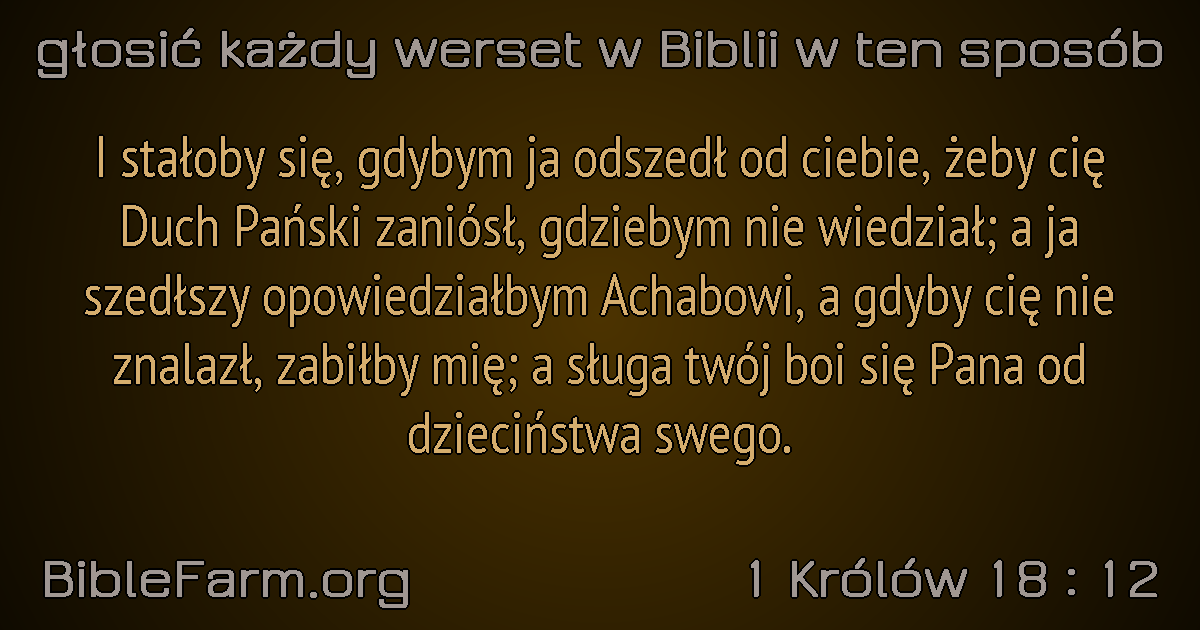 głosić każdy werset w Biblii w ten sposób
I stałoby się, gdybym ja odszedł od ciebie, żeby cię
Duch Pański zaniósł, gdziebym nie wiedział; a ja
szedłszy opowiedziałbym Achabowi, a gdyby cię nie
znalazł, zabiłby mię; a sługa twój boi się Pana od
dzieciństwa swego.
BibleFarm.org
1 Królów 18 : 12